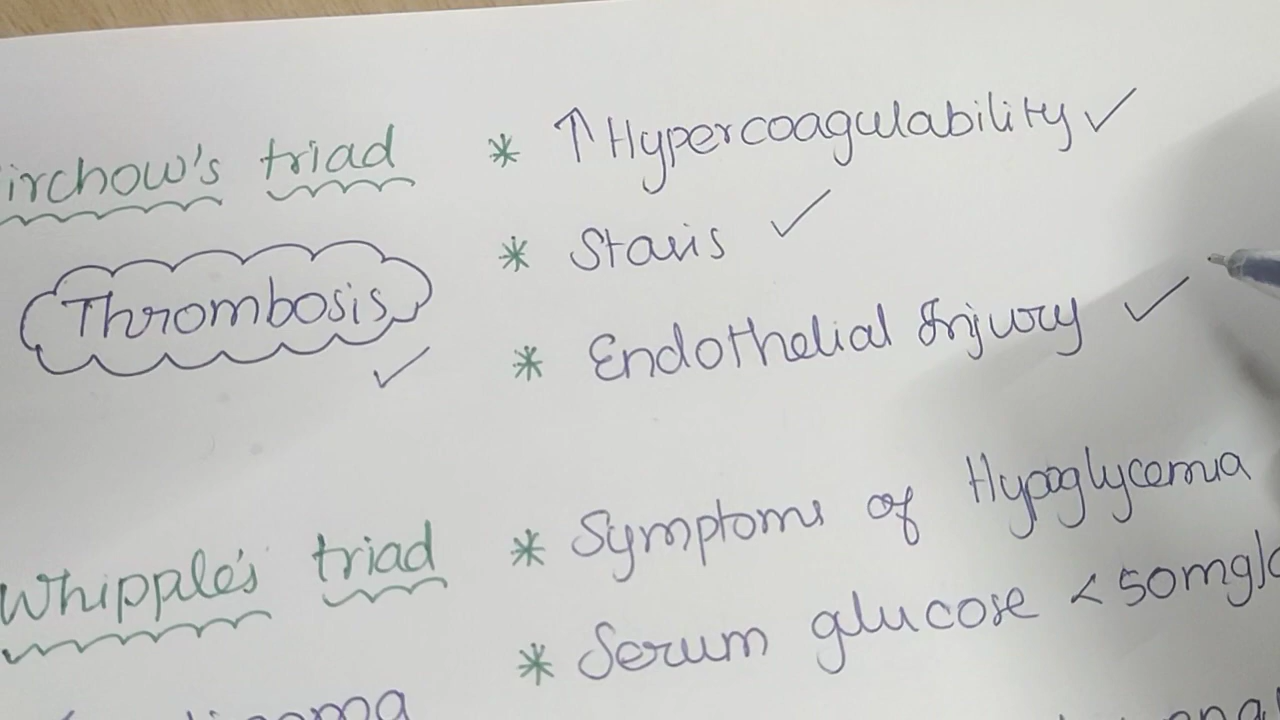 irchow's triad * ↑ Hypercoagulability ✓
* Stasis ✓
Thrombosis ✓
* Endothelial Injury ✓
Whipple's triad * Symptoms of Hypoglycemia
* Serum glucose < 50mg/d